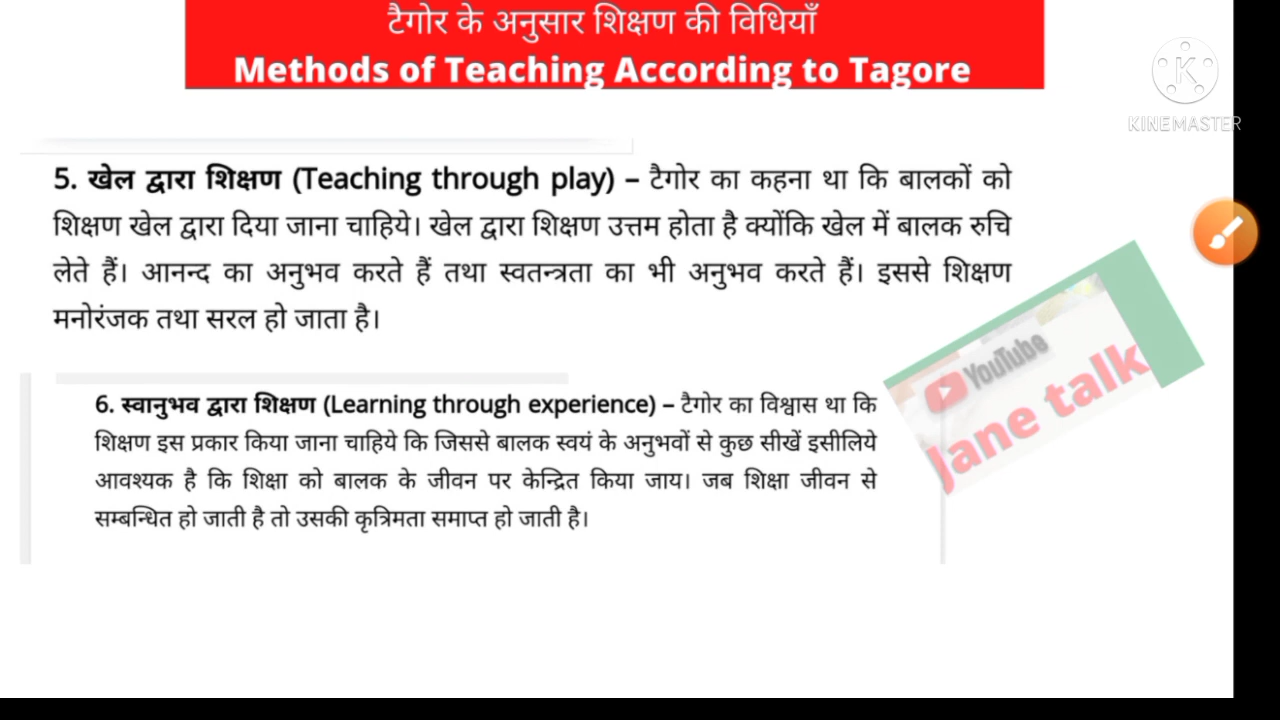 टैगोर के अनुसार शिक्षण की विधियाँ
Methods of Teaching According to Tagore
KINEMASTER
5. खेल द्वारा शिक्षण (Teaching through play) – टैगोर का कहना था कि बालकों को
शिक्षण खेल द्वारा दिया जाना चाहिये। खेल द्वारा शिक्षण उत्तम होता है क्योंकि खेल में बालक रुचि
लेते हैं। आनन्द का अनुभव करते हैं तथा स्वतन्त्रता का भी अनुभव करते हैं। इससे शिक्षण
मनोरंजक तथा सरल हो जाता है।
YouTube
Jane talk
6. स्वानुभव द्वारा शिक्षण (Learning through experience) – टैगोर का विश्वास था कि
शिक्षण इस प्रकार किया जाना चाहिये कि जिससे बालक स्वयं के अनुभवों से कुछ सीखें इसीलिये
आवश्यक है कि शिक्षा को बालक के जीवन पर केन्द्रित किया जाय। जब शिक्षा जीवन से
सम्बन्धित हो जाती है तो उसकी कृत्रिमता समाप्त हो जाती है।